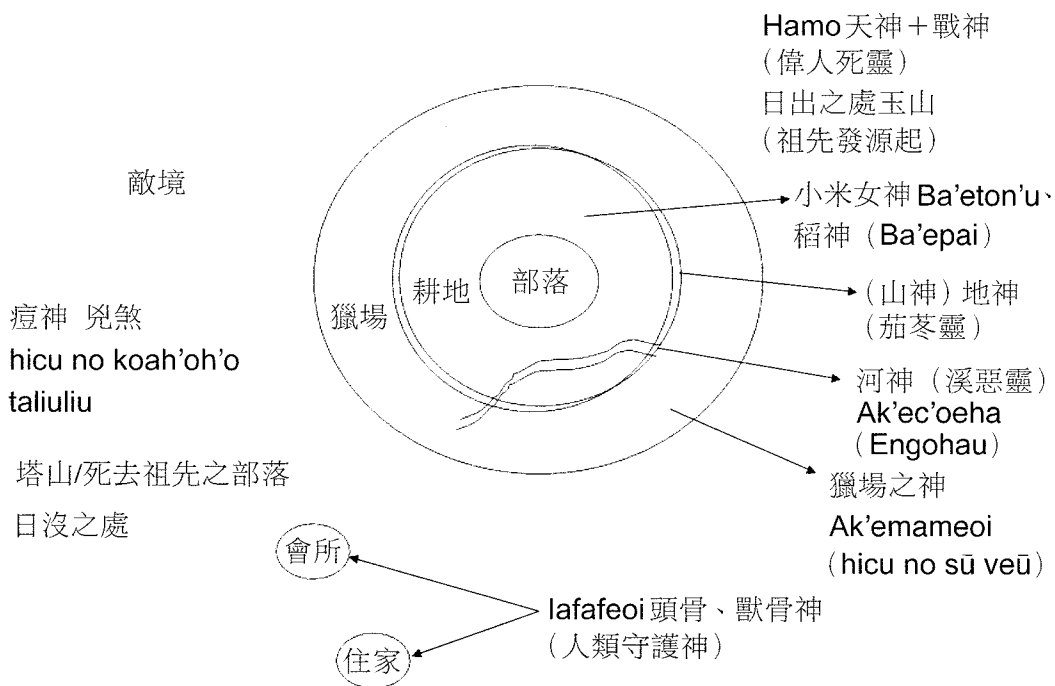 Hamo天神＋戰神
（偉人死靈）
日出之處玉山
（祖先發源起）
敵境
小米女神 Ba'eton'u、
稻神（Ba'epai）
部落
耕地
獵場
（山神）地神
（茄苳靈）
瘟神 兇煞
hicu no koah'oh'o
taliuliu
河神（溪惡靈）
Ak'ec'oeha
（Engohau）
塔山/死去祖先之部落
日沒之處
獵場之神
Ak'emameoi
（hicu no sū veū）
會所
Iafafeoi頭骨、獸骨神
（人類守護神）
住家